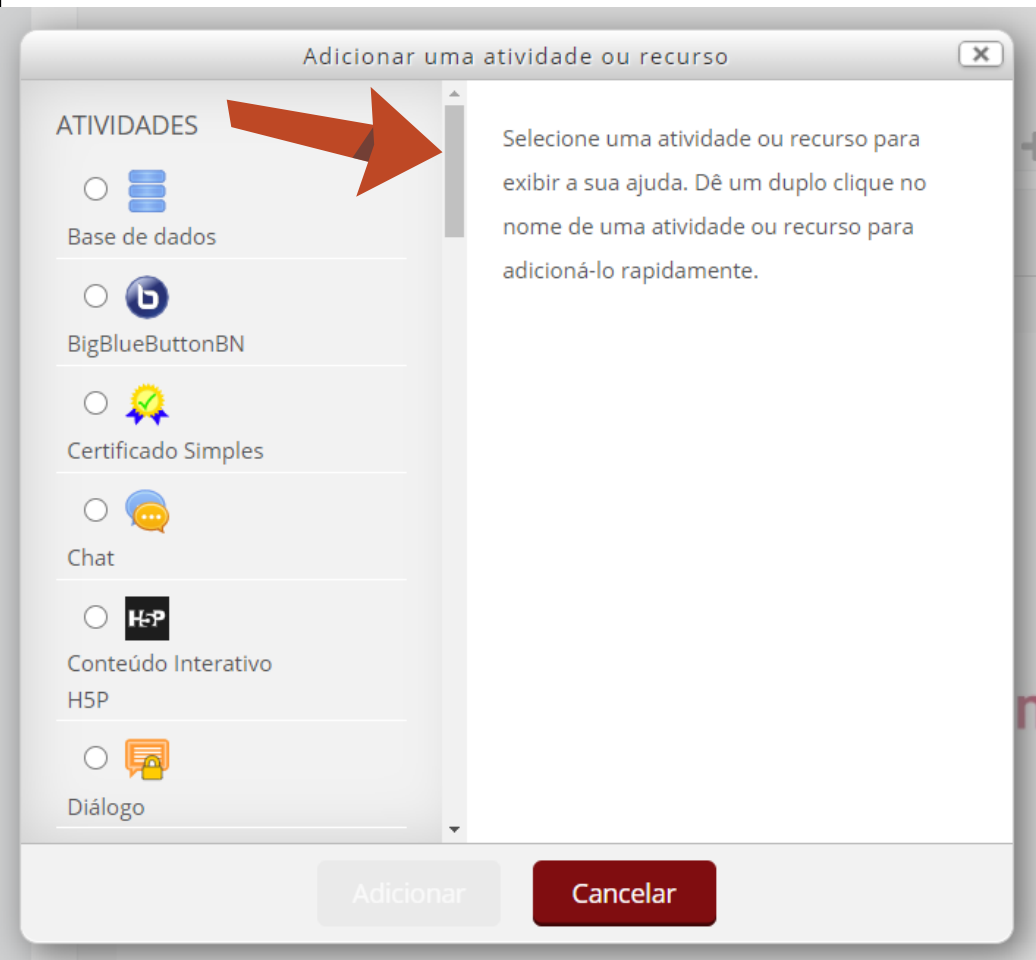 Adicionar uma atividade ou recurso
ATIVIDADES
Base de dados
BigBlueButtonBN
Certificado Simples
Chat
H5P
Conteúdo Interativo
H5P
Diálogo
Selecione uma atividade ou recurso para
exibir a sua ajuda. Dê um duplo clique no
nome de uma atividade ou recurso para
adicioná-lo rapidamente.
Adicionar
Cancelar